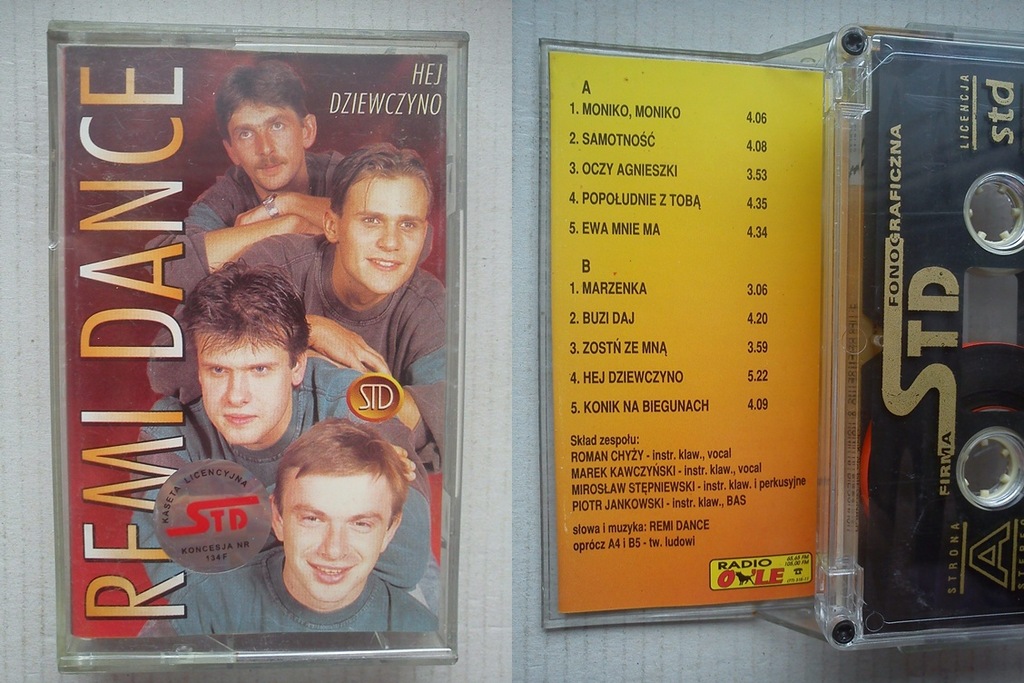 HEJ
DZIEWCZYNO
REMI DANCE
STD
KASETA LICENCYJNA
STD
KONCESJA NR
134F
A
1. MONIKO, MONIKO 4.06
2. SAMOTNOŚĆ 4.08
3. OCZY AGNIESZKI 3.53
4. POPOŁUDNIE Z TOBĄ 4.35
5. EWA MNIE MA 4.34
B
1. MARZENKA 3.06
2. BUZI DAJ 4.20
3. ZOSTŃ ZE MNĄ 3.59
4. HEJ DZIEWCZYNO 5.22
5. KONIK NA BIEGUNACH 4.09
Skład zespołu:
ROMAN CHYŻY - instr. klaw., vocal
MAREK KAWCZYŃSKI - instr. klaw., vocal
MIROSŁAW STĘPNIEWSKI - instr. klaw. i perkusyjne
PIOTR JANKOWSKI - instr. klaw., BAS
słowa i muzyka: REMI DANCE
oprócz A4 i B5 - tw. ludowi
RADIO
LICENCJA
std
FIRMA STD FONOGRAFICZNA
STRONA
A